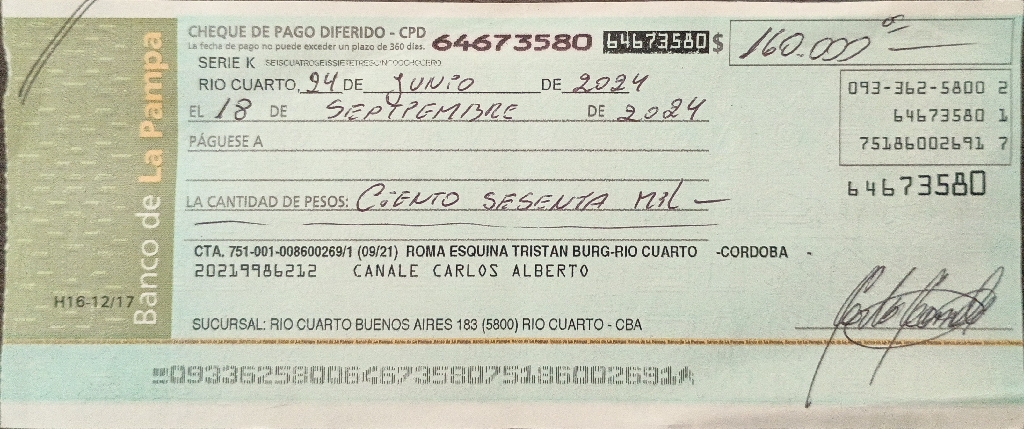 Banco de La Pampa
H16-12/17
CHEQUE DE PAGO DIFERIDO - CPD 64673580 64673580 $ 160.000
La fecha de pago no puede exceder un plazo de 360 días.
SERIE K
RIO CUARTO, 24 DE JUNIO DE 2024
EL 18 DE SEPTIEMBRE DE 2024
093-362-5800 2
64673580 1
75186002691 7
PÁGUESE A
64673580
LA CANTIDAD DE PESOS: CIENTO SESENTA MIL —
CTA. 751-001-008600269/1 (09/21) ROMA ESQUINA TRISTAN BURG-RIO CUARTO -CORDOBA -
20219986212 CANALE CARLOS ALBERTO
SUCURSAL: RIO CUARTO BUENOS AIRES 183 (5800) RIO CUARTO - CBA
09336258006467358075186002691